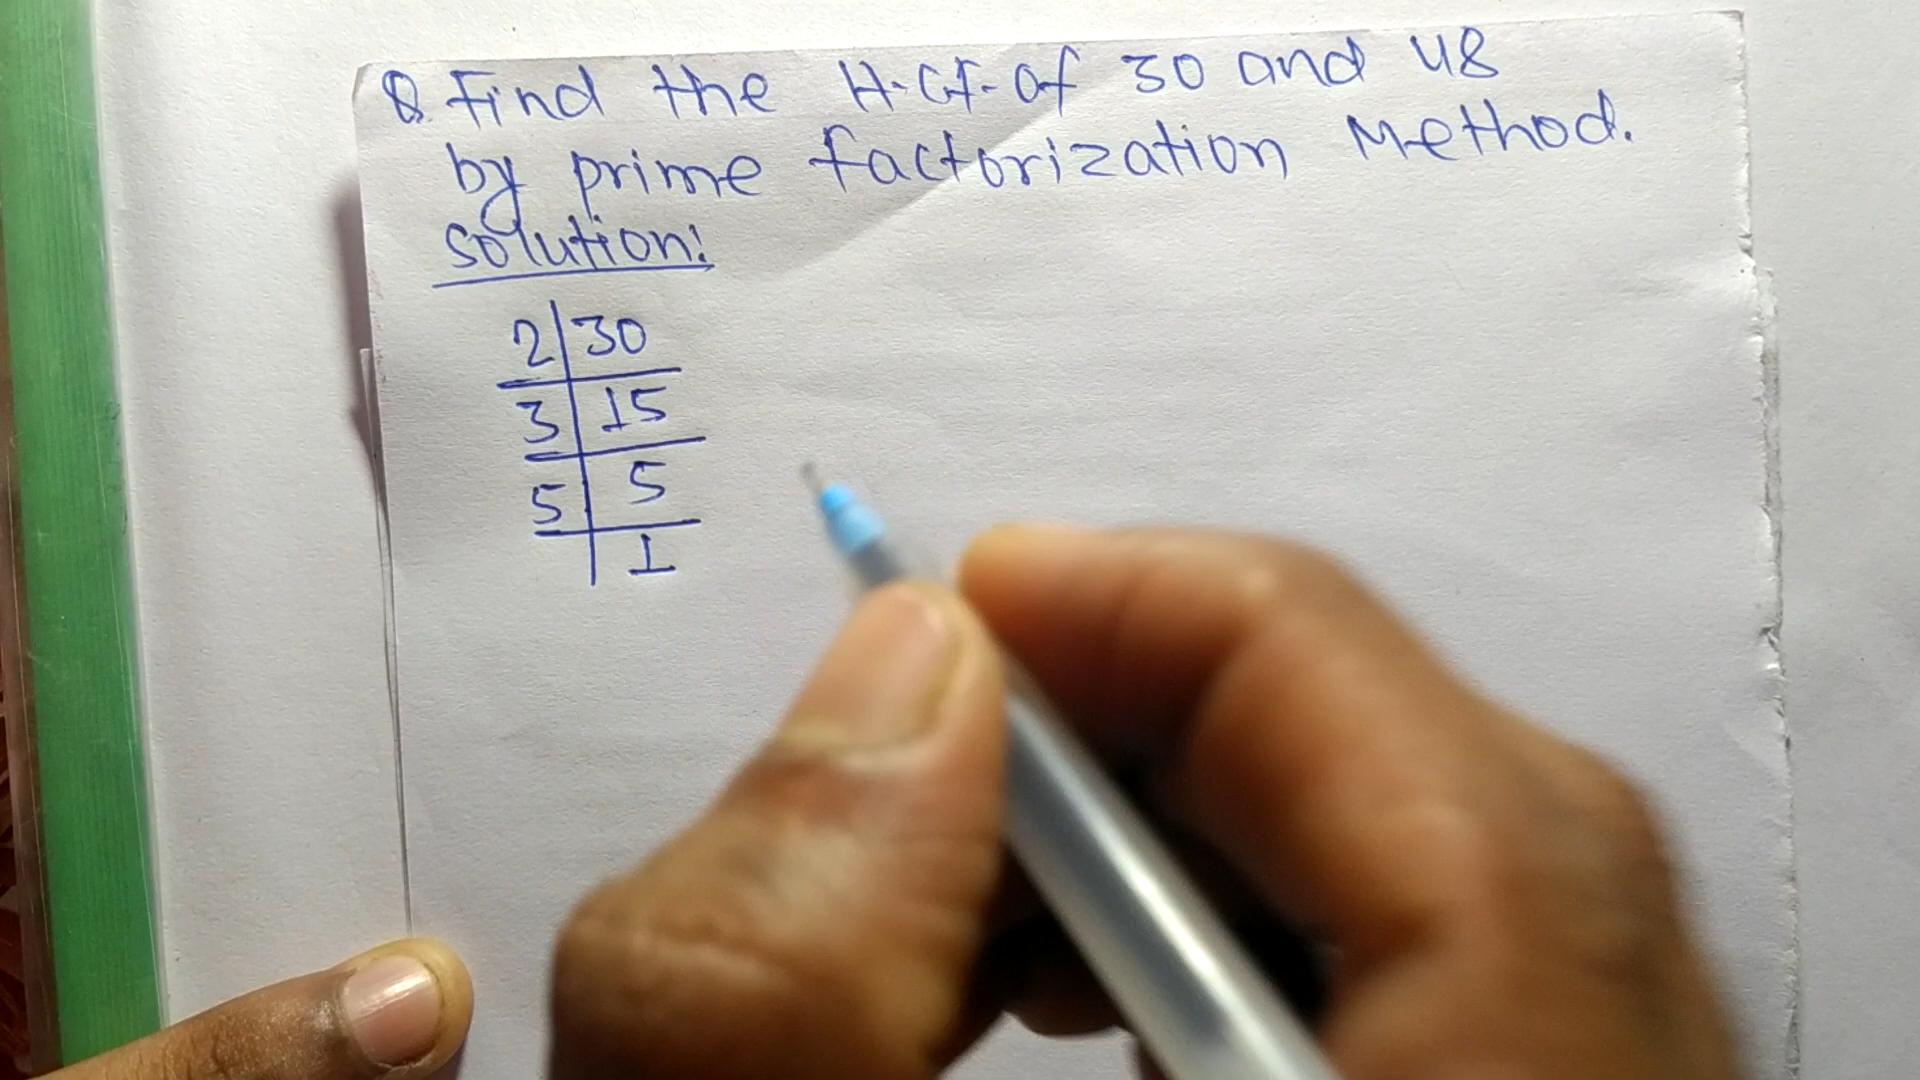 Q. Find the H.C.F. of 30 and 48
by prime factorization Method.
solution:
2 30
3 15
5 5
1